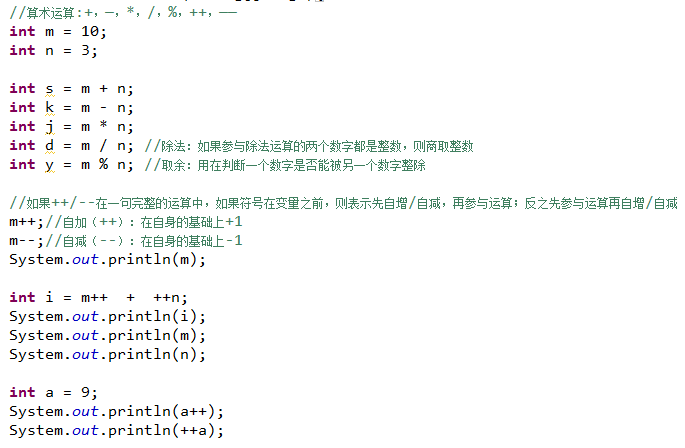 //算术运算:+，—，*，/，%，++，——
int m = 10;
int n = 3;
int s = m + n;
int k = m - n;
int j = m * n;
int d = m / n; //除法：如果参与除法运算的两个数字都是整数，则商取整数
int y = m % n; //取余：用在判断一个数字是否能被另一个数字整除
//如果++/--在一句完整的运算中，如果符号在变量之前，则表示先自增/自减，再参与运算；反之先参与运算再自增/自减
m++;//自加（++）：在自身的基础上+1
m--;//自减（--）：在自身的基础上-1
System.out.println(m);
int i = m++  +  ++n;
System.out.println(i);
System.out.println(m);
System.out.println(n);
int a = 9;
System.out.println(a++);
System.out.println(++a);